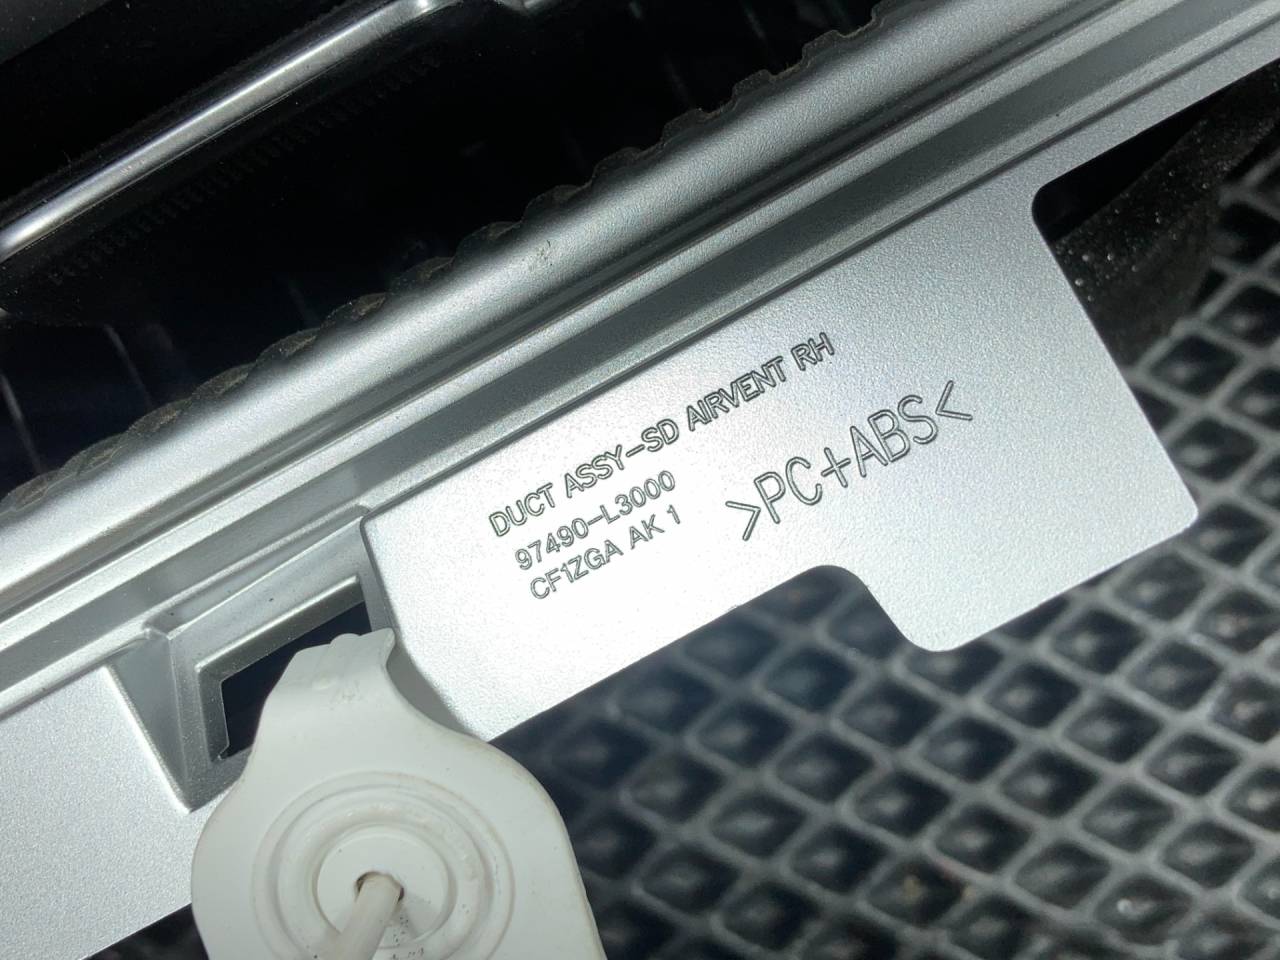 DUCT ASSY-SD AIRVENT RH
97490-L3000
CF1ZGA AK 1
>PC+ABS<